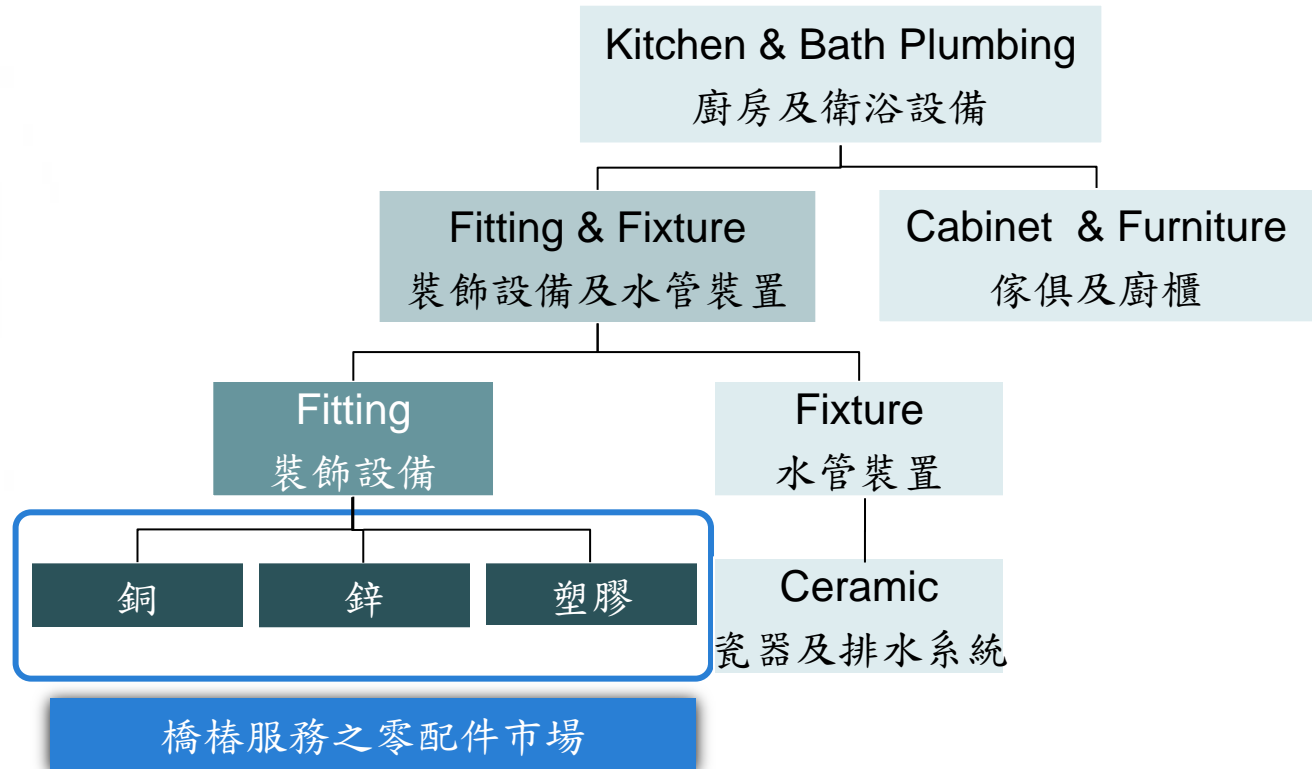 Kitchen & Bath Plumbing
廚房及衛浴設備
Fitting & Fixture
裝飾設備及水管裝置
Cabinet & Furniture
傢俱及廚櫃
Fitting
裝飾設備
Fixture
水管裝置
銅
鋅
塑膠
Ceramic
瓷器及排水系統
橋椿服務之零配件市場